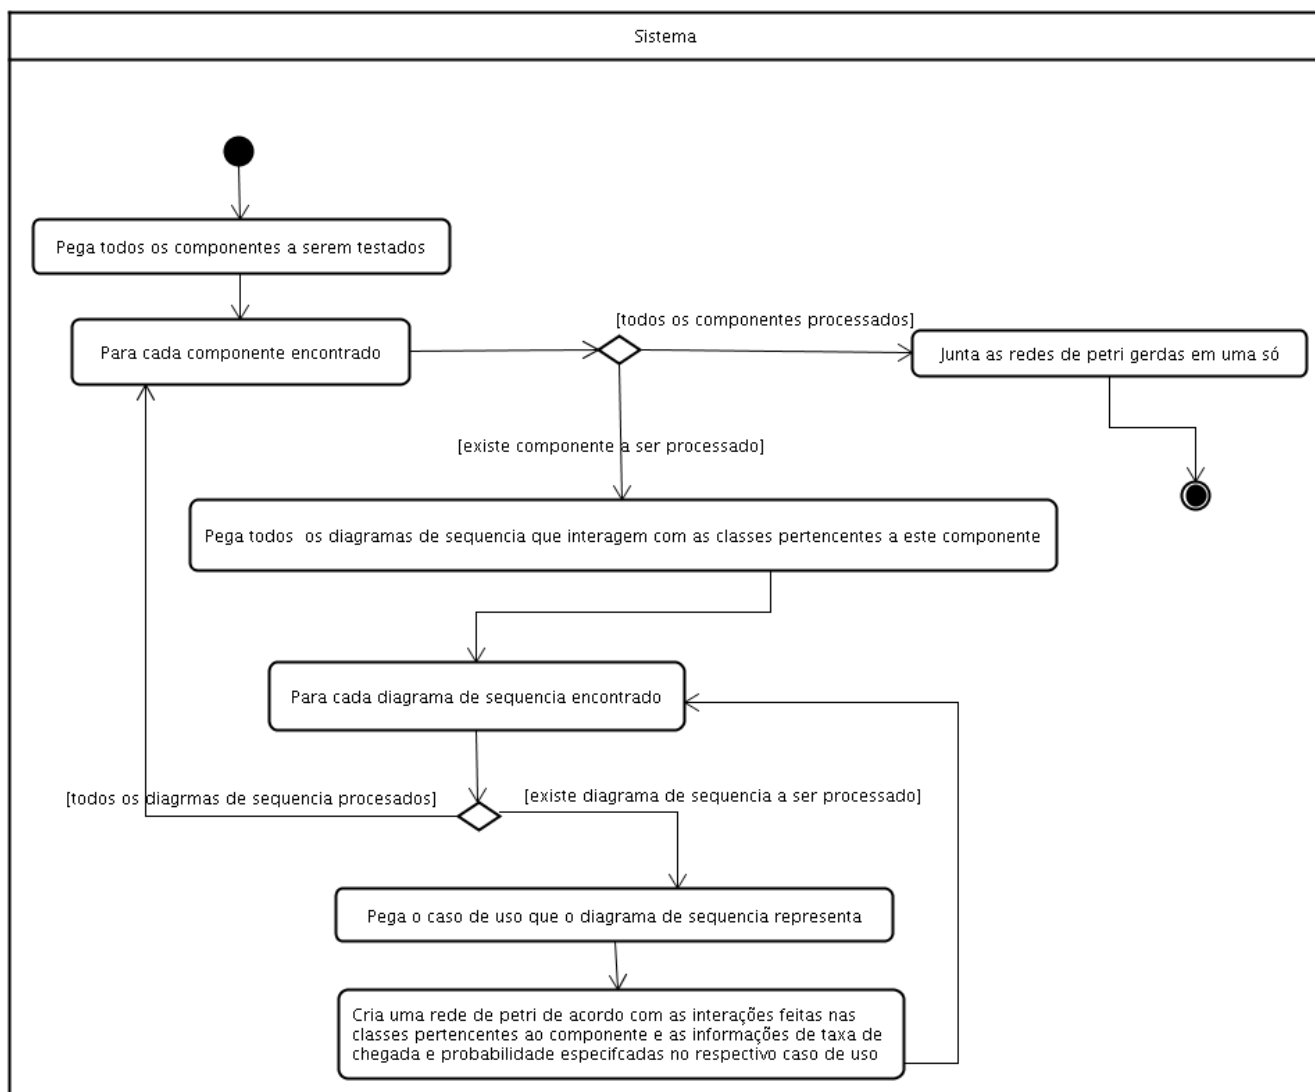 Sistema
Pega todos os componentes a serem testados
[todos os componentes processados]
Para cada componente encontrado
Junta as redes de petri gerdas em uma só
[existe componente a ser processado]
Pega todos  os diagramas de sequencia que interagem com as classes pertencentes a este componente
Para cada diagrama de sequencia encontrado
[todos os diagrmas de sequencia procesados]
[existe diagrama de sequencia a ser processado]
Pega o caso de uso que o diagrama de sequencia representa
Cria uma rede de petri de acordo com as interações feitas nas
classes pertencentes ao componente e as informações de taxa de
chegada e probabilidade especifcadas no respectivo caso de uso